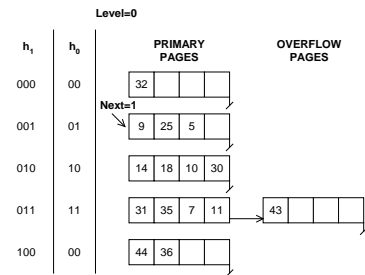 Level=0
h1 h0 PRIMARY PAGES OVERFLOW PAGES
000 00 32
Next=1
001 01 9 25 5
010 10 14 18 10 30
011 11 31 35 7 11 43
100 00 44 36